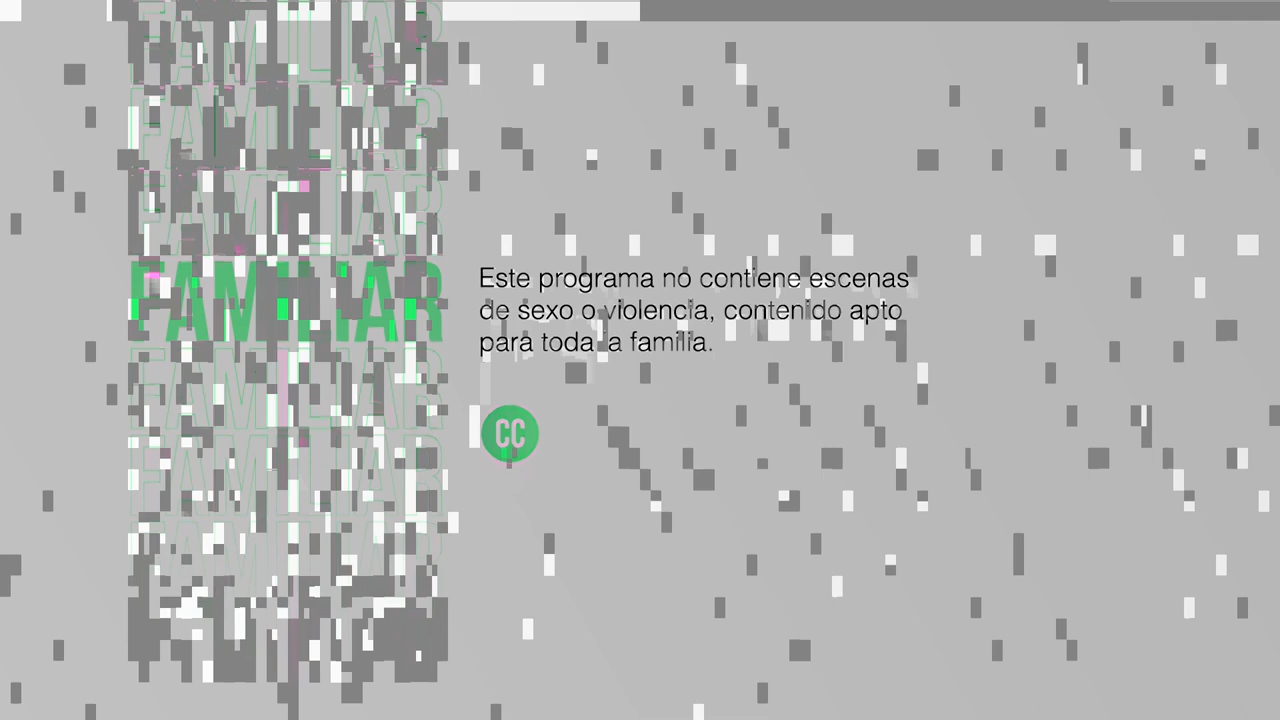 FAMILIAR
FAMILIAR
FAMILIAR
FAMILIAR
Este programa no contiene escenas
de sexo o violencia, contenido apto
para toda la familia.
CC
FAMILIAR
FAMILIAR
FAMILIAR